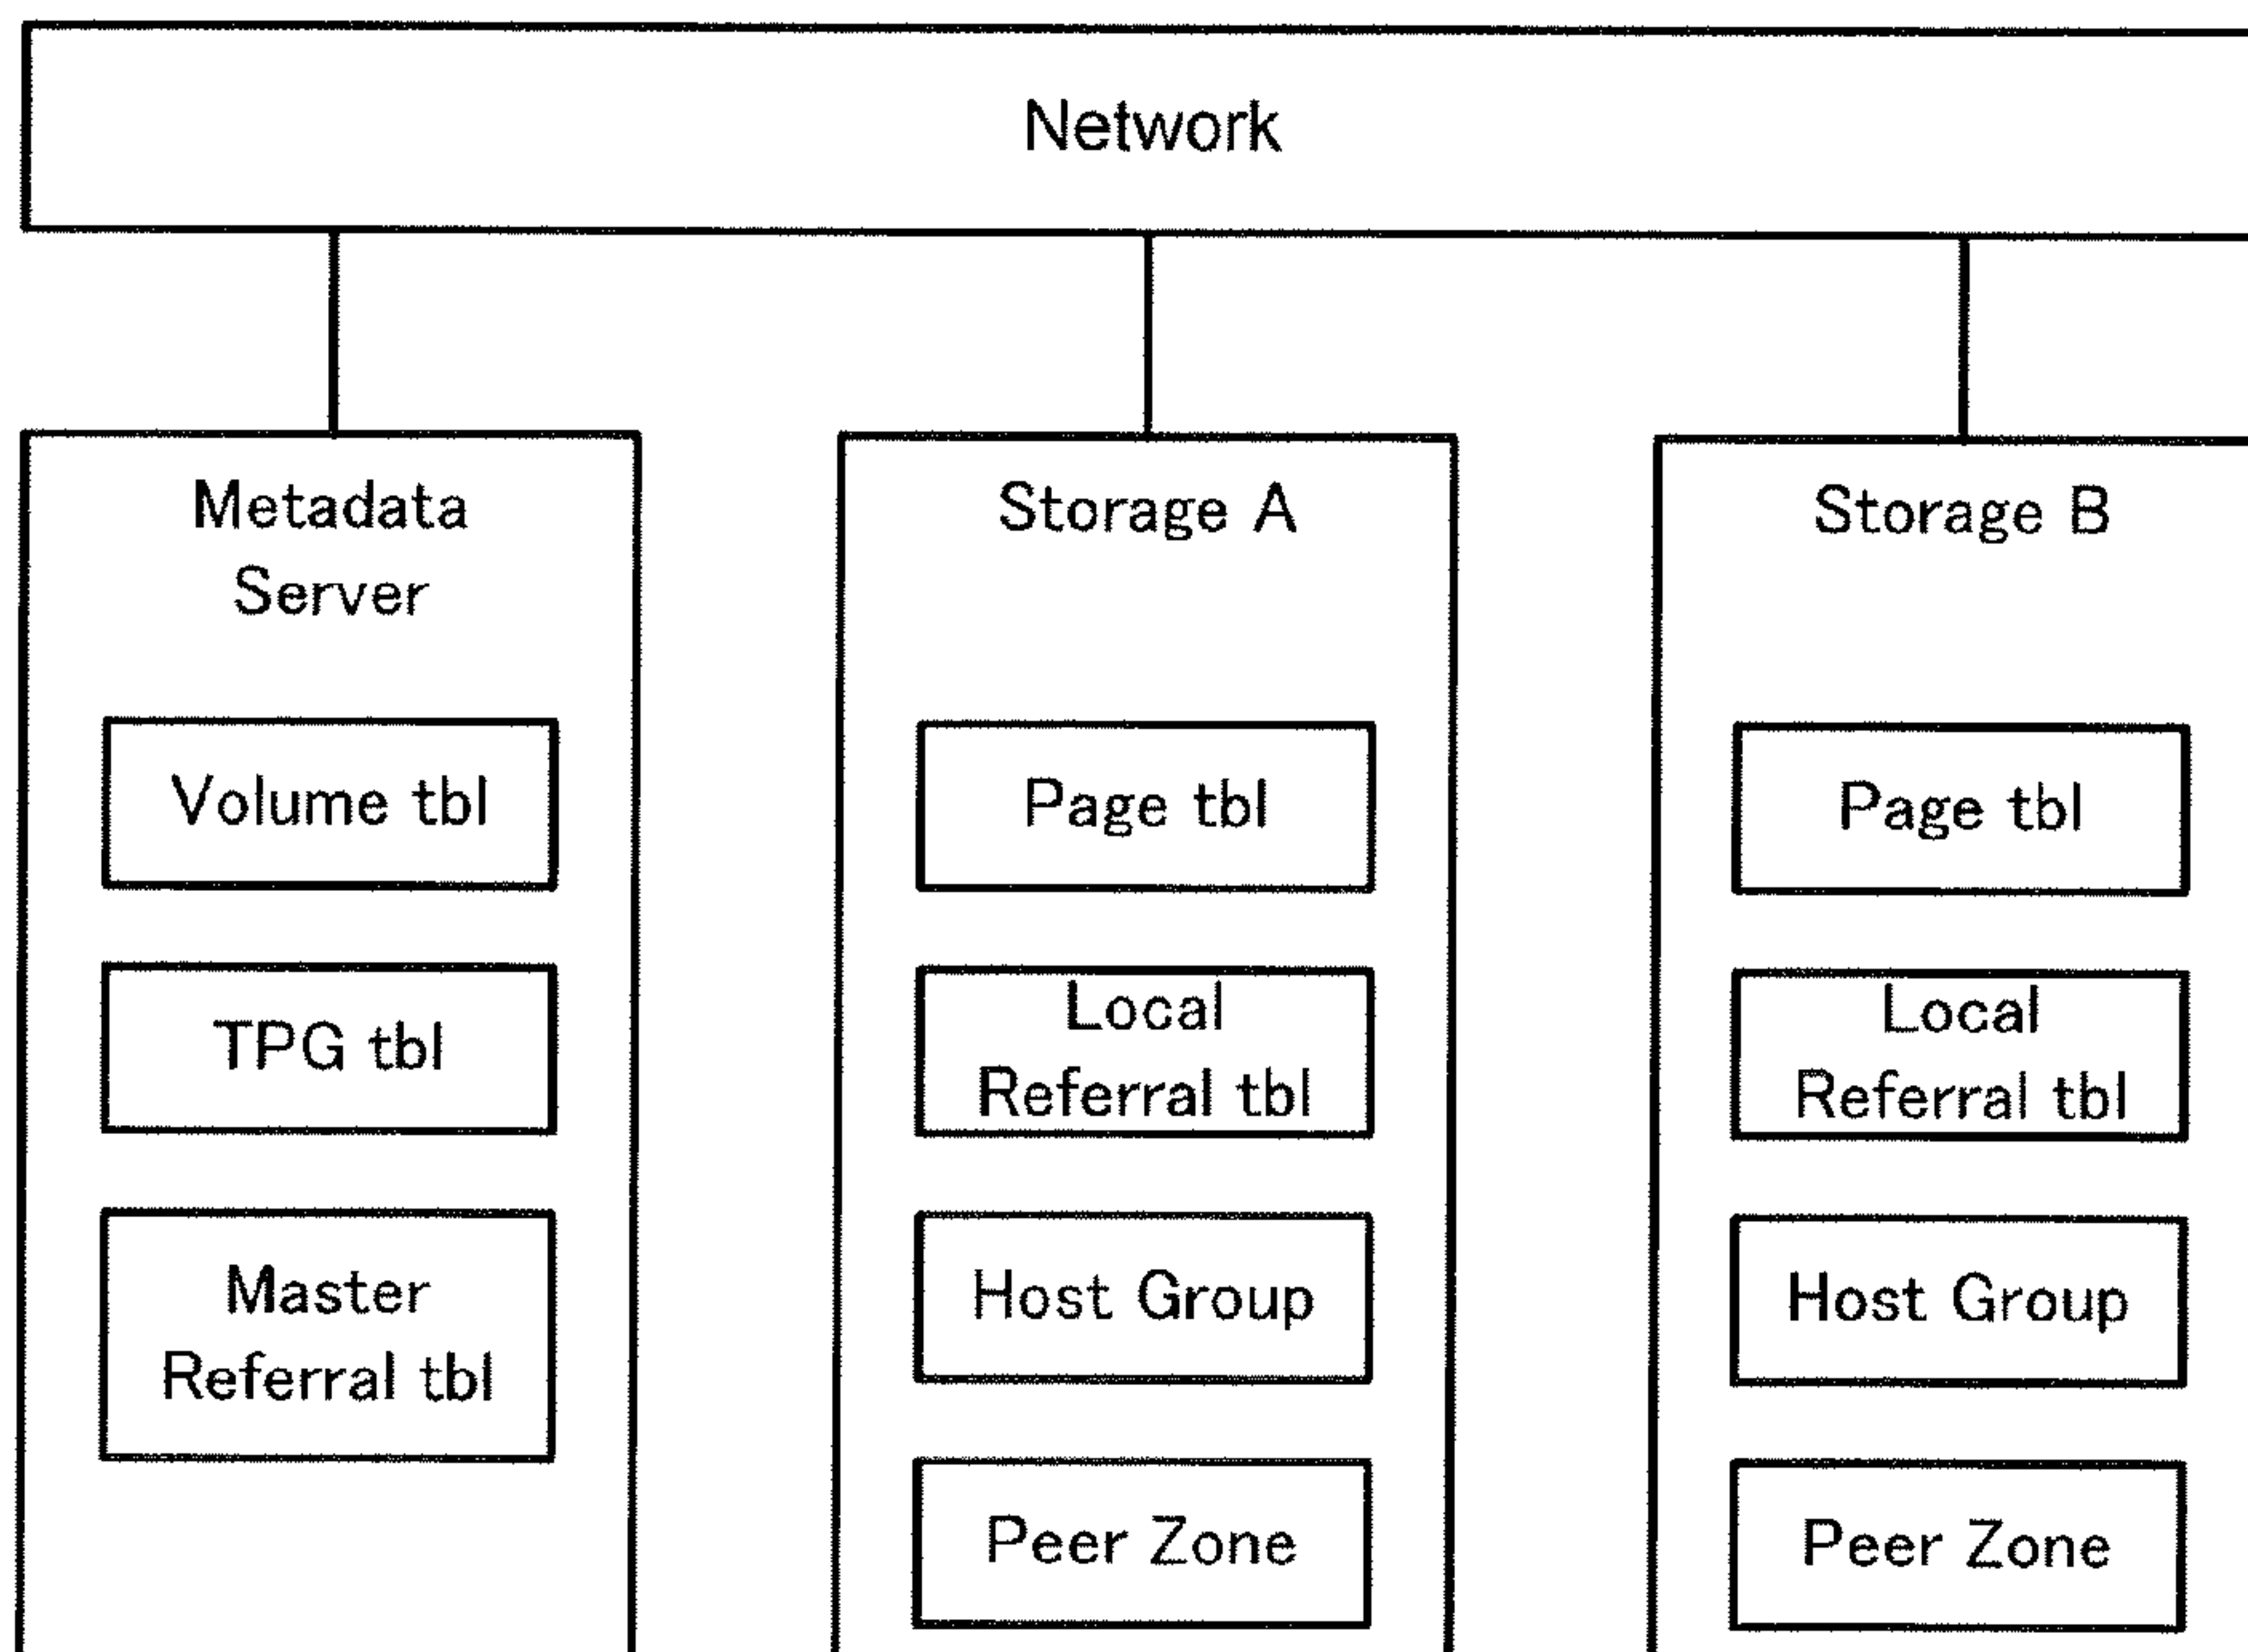 Network
Metadata
Server
Volume tbl
TPG tbl
Master
Referral tbl
Storage A
Page tbl
Local
Referral tbl
Host Group
Peer Zone
Storage B
Page tbl
Local
Referral tbl
Host Group
Peer Zone